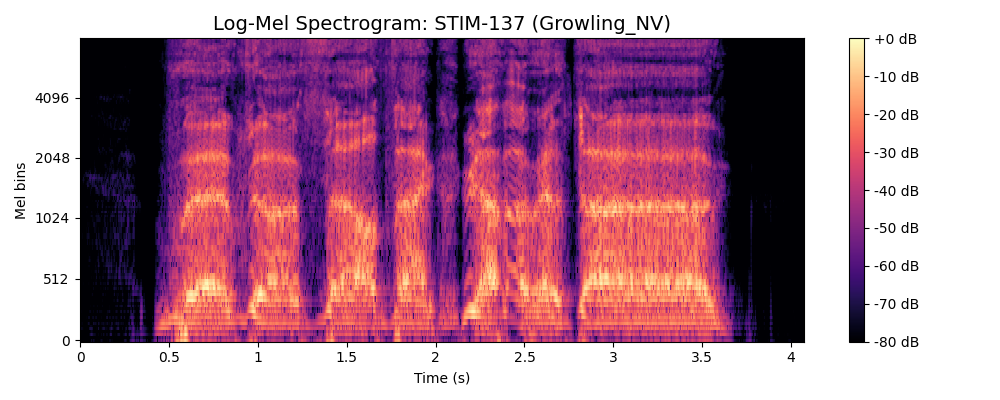 Log-Mel Spectrogram: STIM-137 (Growling_NV)
Mel bins
4096
2048
1024
512
0
0 0.5 1 1.5 2 2.5 3 3.5 4
Time (s)
+0 dB
-10 dB
-20 dB
-30 dB
-40 dB
-50 dB
-60 dB
-70 dB
-80 dB